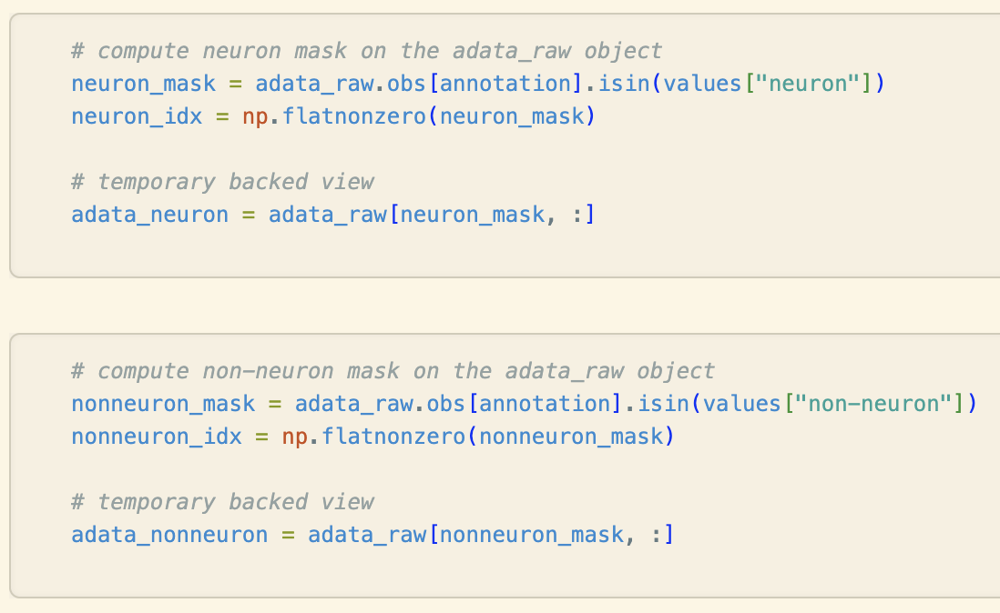 # compute neuron mask on the adata_raw object
neuron_mask = adata_raw.obs[annotation].isin(values["neuron"])
neuron_idx = np.flatnonzero(neuron_mask)
# temporary backed view
adata_neuron = adata_raw[neuron_mask, :]
# compute non-neuron mask on the adata_raw object
nonneuron_mask = adata_raw.obs[annotation].isin(values["non-neuron"])
nonneuron_idx = np.flatnonzero(nonneuron_mask)
# temporary backed view
adata_nonneuron = adata_raw[nonneuron_mask, :]